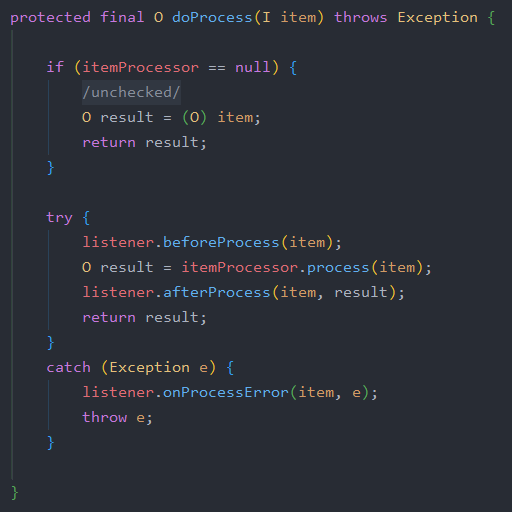 protected final O doProcess(I item) throws Exception {
if (itemProcessor == null) {
/unchecked/
O result = (O) item;
return result;
}
try {
listener.beforeProcess(item);
O result = itemProcessor.process(item);
listener.afterProcess(item, result);
return result;
}
catch (Exception e) {
listener.onProcessError(item, e);
throw e;
}
}